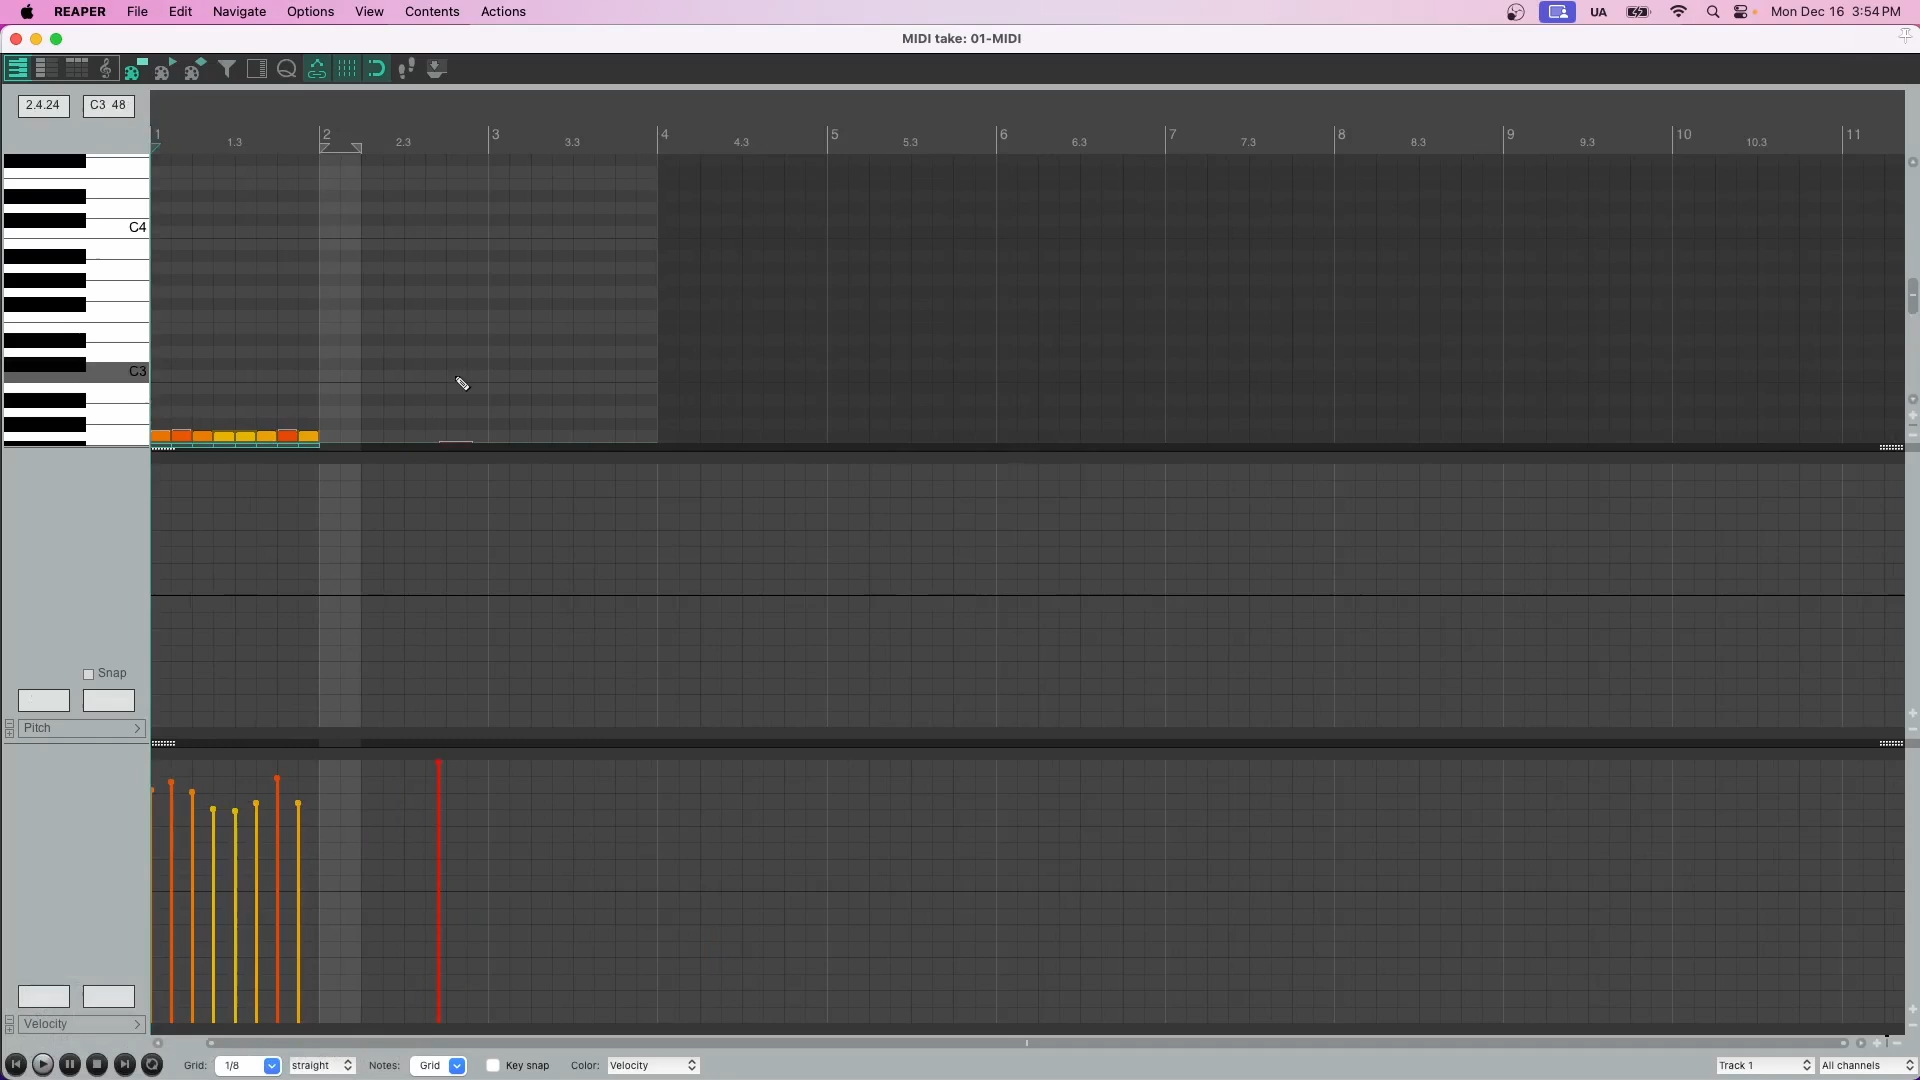 REAPER File Edit Navigate Options View Contents Actions UA Mon Dec 16 3:54 PM
MIDI take: 01-MIDI
2.4.24 C3 48
1 2 3 4 5 6 7 8 9 10 11
1.3 2.3 3.3 4.3 5.3 6.3 7.3 8.3 9.3 10.3
C4
C3
Snap
Pitch
Velocity
Grid: 1/8 straight Notes: Grid Key snap Color: Velocity Track 1 All channels